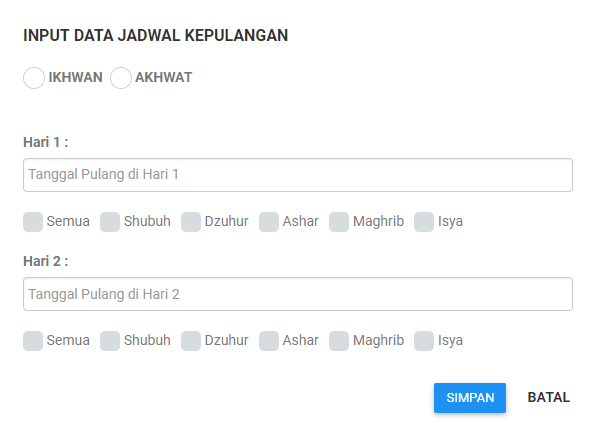 INPUT DATA JADWAL KEPULANGAN
IKHWAN AKHWAT
Hari 1 :
Tanggal Pulang di Hari 1
Semua Shubuh Dzuhur Ashar Maghrib Isya
Hari 2 :
Tanggal Pulang di Hari 2
Semua Shubuh Dzuhur Ashar Maghrib Isya
SIMPAN BATAL